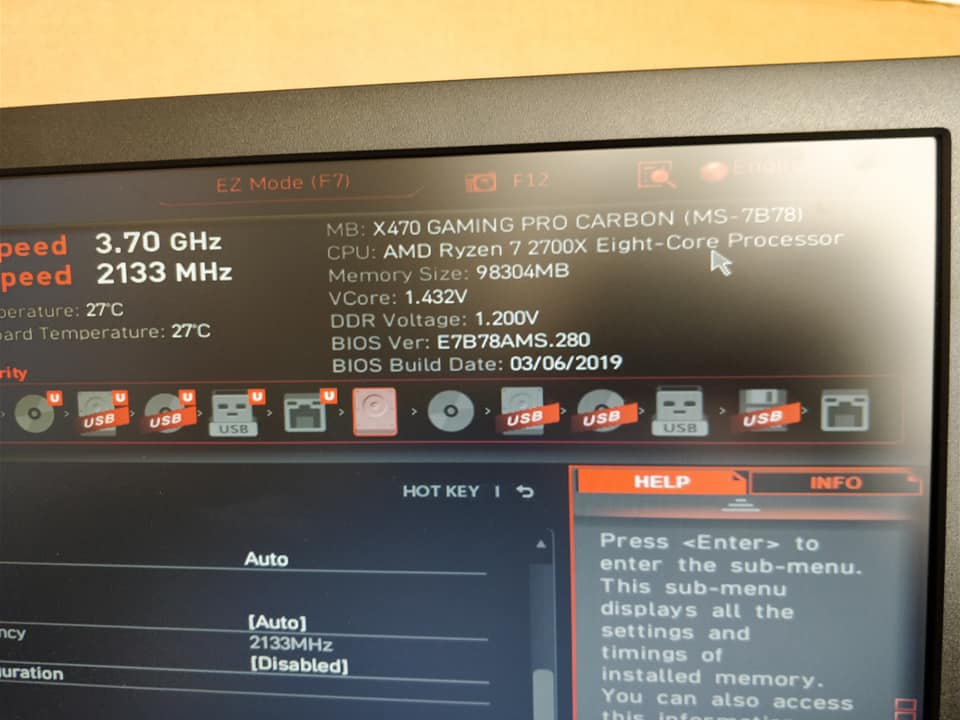 EZ Mode (F7)
F12
En
peed 3.70 GHz
peed 2133 MHz
perature: 27°C
ard Temperature: 27°C
MB: X470 GAMING PRO CARBON (MS-7B78)
CPU: AMD Ryzen 7 2700X Eight-Core Processor
Memory Size: 98304MB
VCore: 1.432V
DDR Voltage: 1.200V
BIOS Ver: E7B78AMS.280
BIOS Build Date: 03/06/2019
rity
U U U U U
USB USB USB USB USB USB USB
HOT KEY |
HELP INFO
Auto
[Auto]
ncy 2133MHz
uration [Disabled]
Press <Enter> to
enter the sub-menu.
This sub-menu
displays all the
settings and
timings of
installed memory.
You can also access
this information